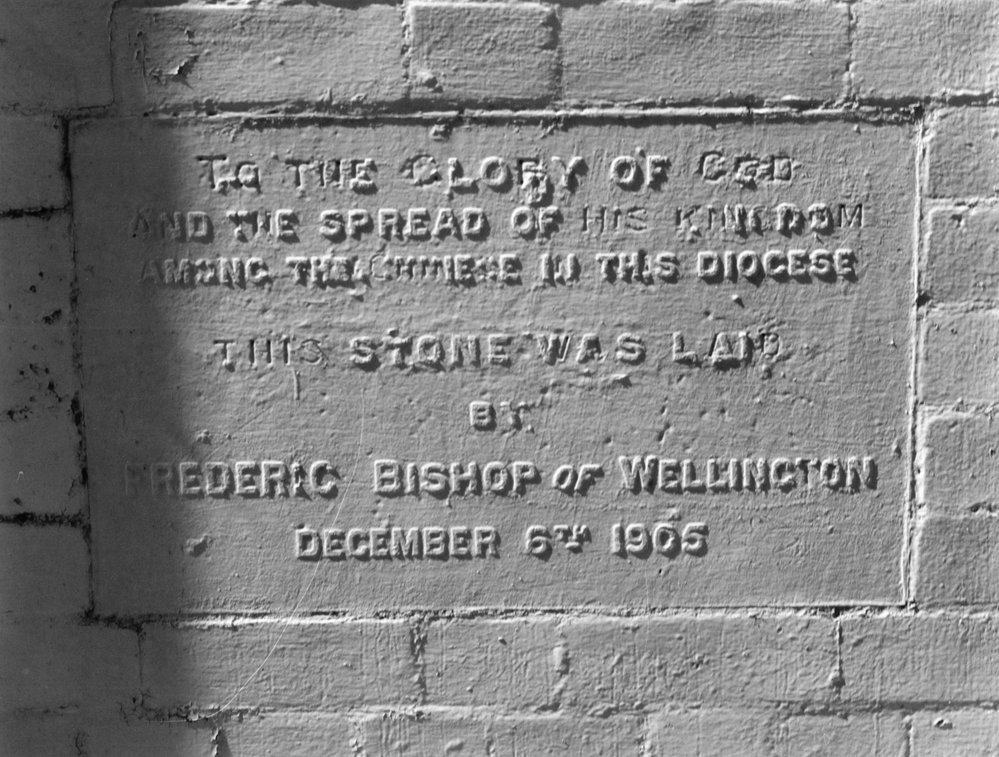 TO THE GLORY OF GOD
AND THE SPREAD OF HIS KINGDOM
AMONG THE CHINESE IN THIS DIOCESE
THIS STONE WAS LAID
BY
FREDERIC BISHOP OF WELLINGTON
DECEMBER 6TH 1905